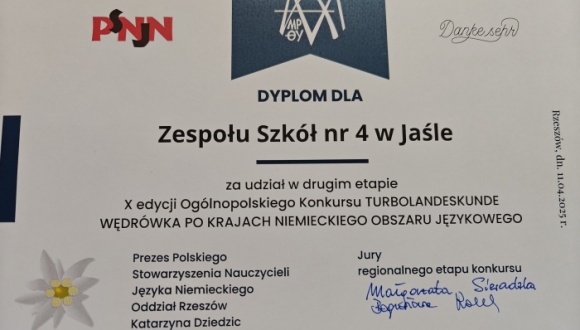 PSNJN
Danke sehr
DYPLOM DLA
Zespołu Szkół nr 4 w Jaśle
za udział w drugim etapie
X edycji Ogólnopolskiego Konkursu TURBOLANDESKUNDE
WĘDRÓWKA PO KRAJACH NIEMIECKIEGO OBSZARU JĘZYKOWEGO
Rzeszów, dn. 11.04.2025 r.
Prezes Polskiego
Stowarzyszenia Nauczycieli
Języka Niemieckiego
Oddział Rzeszów
Katarzyna Dziedzic
Jury
regionalnego etapu konkursu
Małgorzata Sieradzka